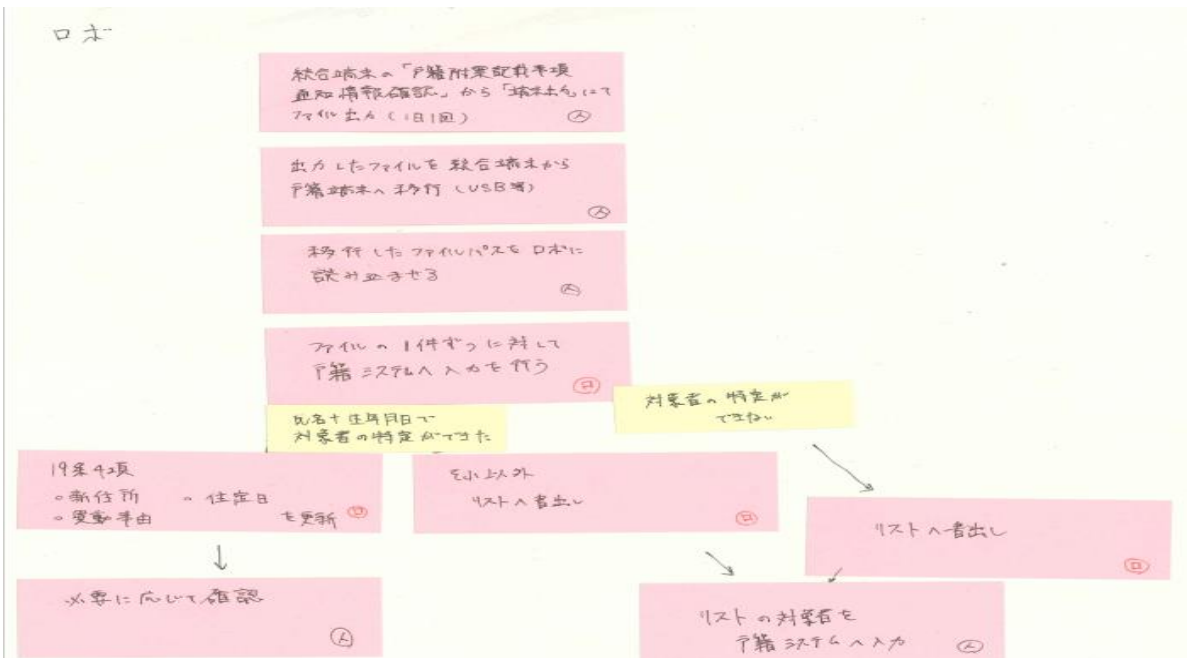 ロボ
統合端末の「戸籍附票記載事項
通知情報確認」から「端末出力」にて
ファイル出力（1日1回）
人
出力したファイルを統合端末から
戸籍端末へ移行（USB等）
人
移行したファイルパスをロボに
読み込ませる
人
ファイルの1件ずつに対して
戸籍システムへ入力を行う
ロ
氏名＋生年月日で
対象者の特定ができた
対象者の特定が
できない
19条4項
○新住所 ○住定日
○異動事由 を更新
ロ
それ以外
リストへ書出し
ロ
リストへ書出し
ロ
必要に応じて確認
人
リストの対象者を
戸籍システムへ入力
人